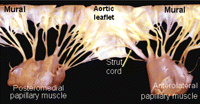 Mural
Aortic
leaflet
Mural
Strut
cord
Posteromedial
papillary muscle
Anterolateral
papillary muscle